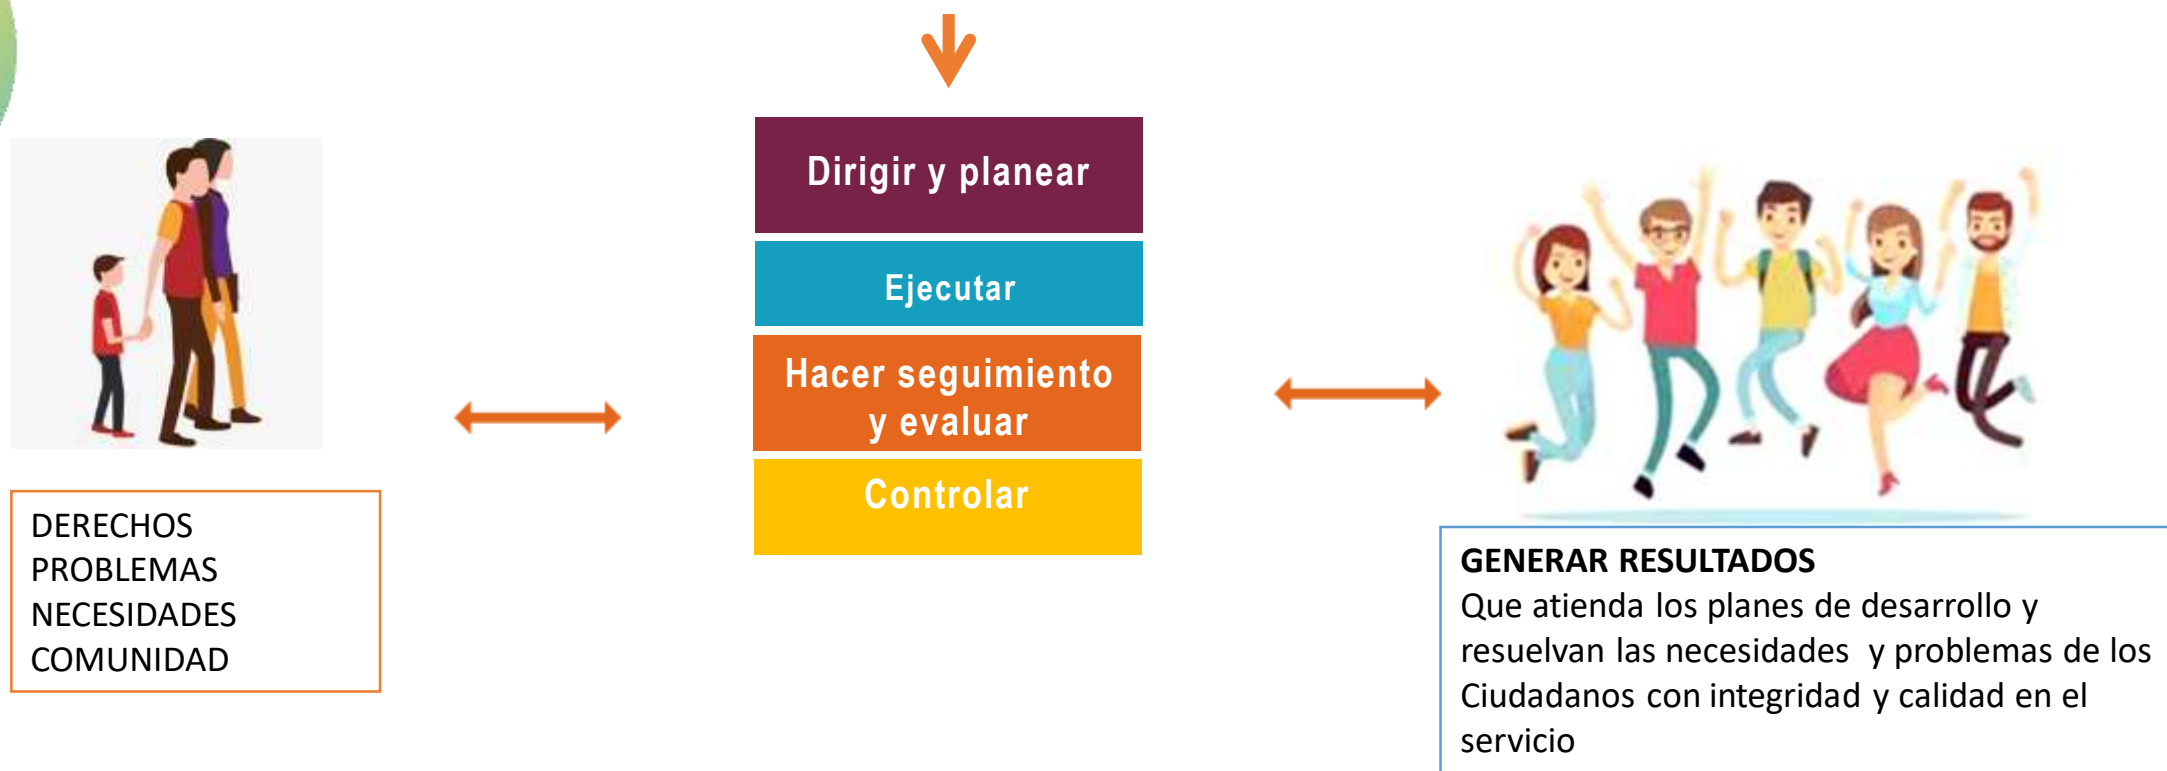 Dirigir y planear
Ejecutar
Hacer seguimiento
y evaluar
Controlar
DERECHOS
PROBLEMAS
NECESIDADES
COMUNIDAD
GENERAR RESULTADOS
Que atienda los planes de desarrollo y
resuelvan las necesidades y problemas de los
Ciudadanos con integridad y calidad en el
servicio